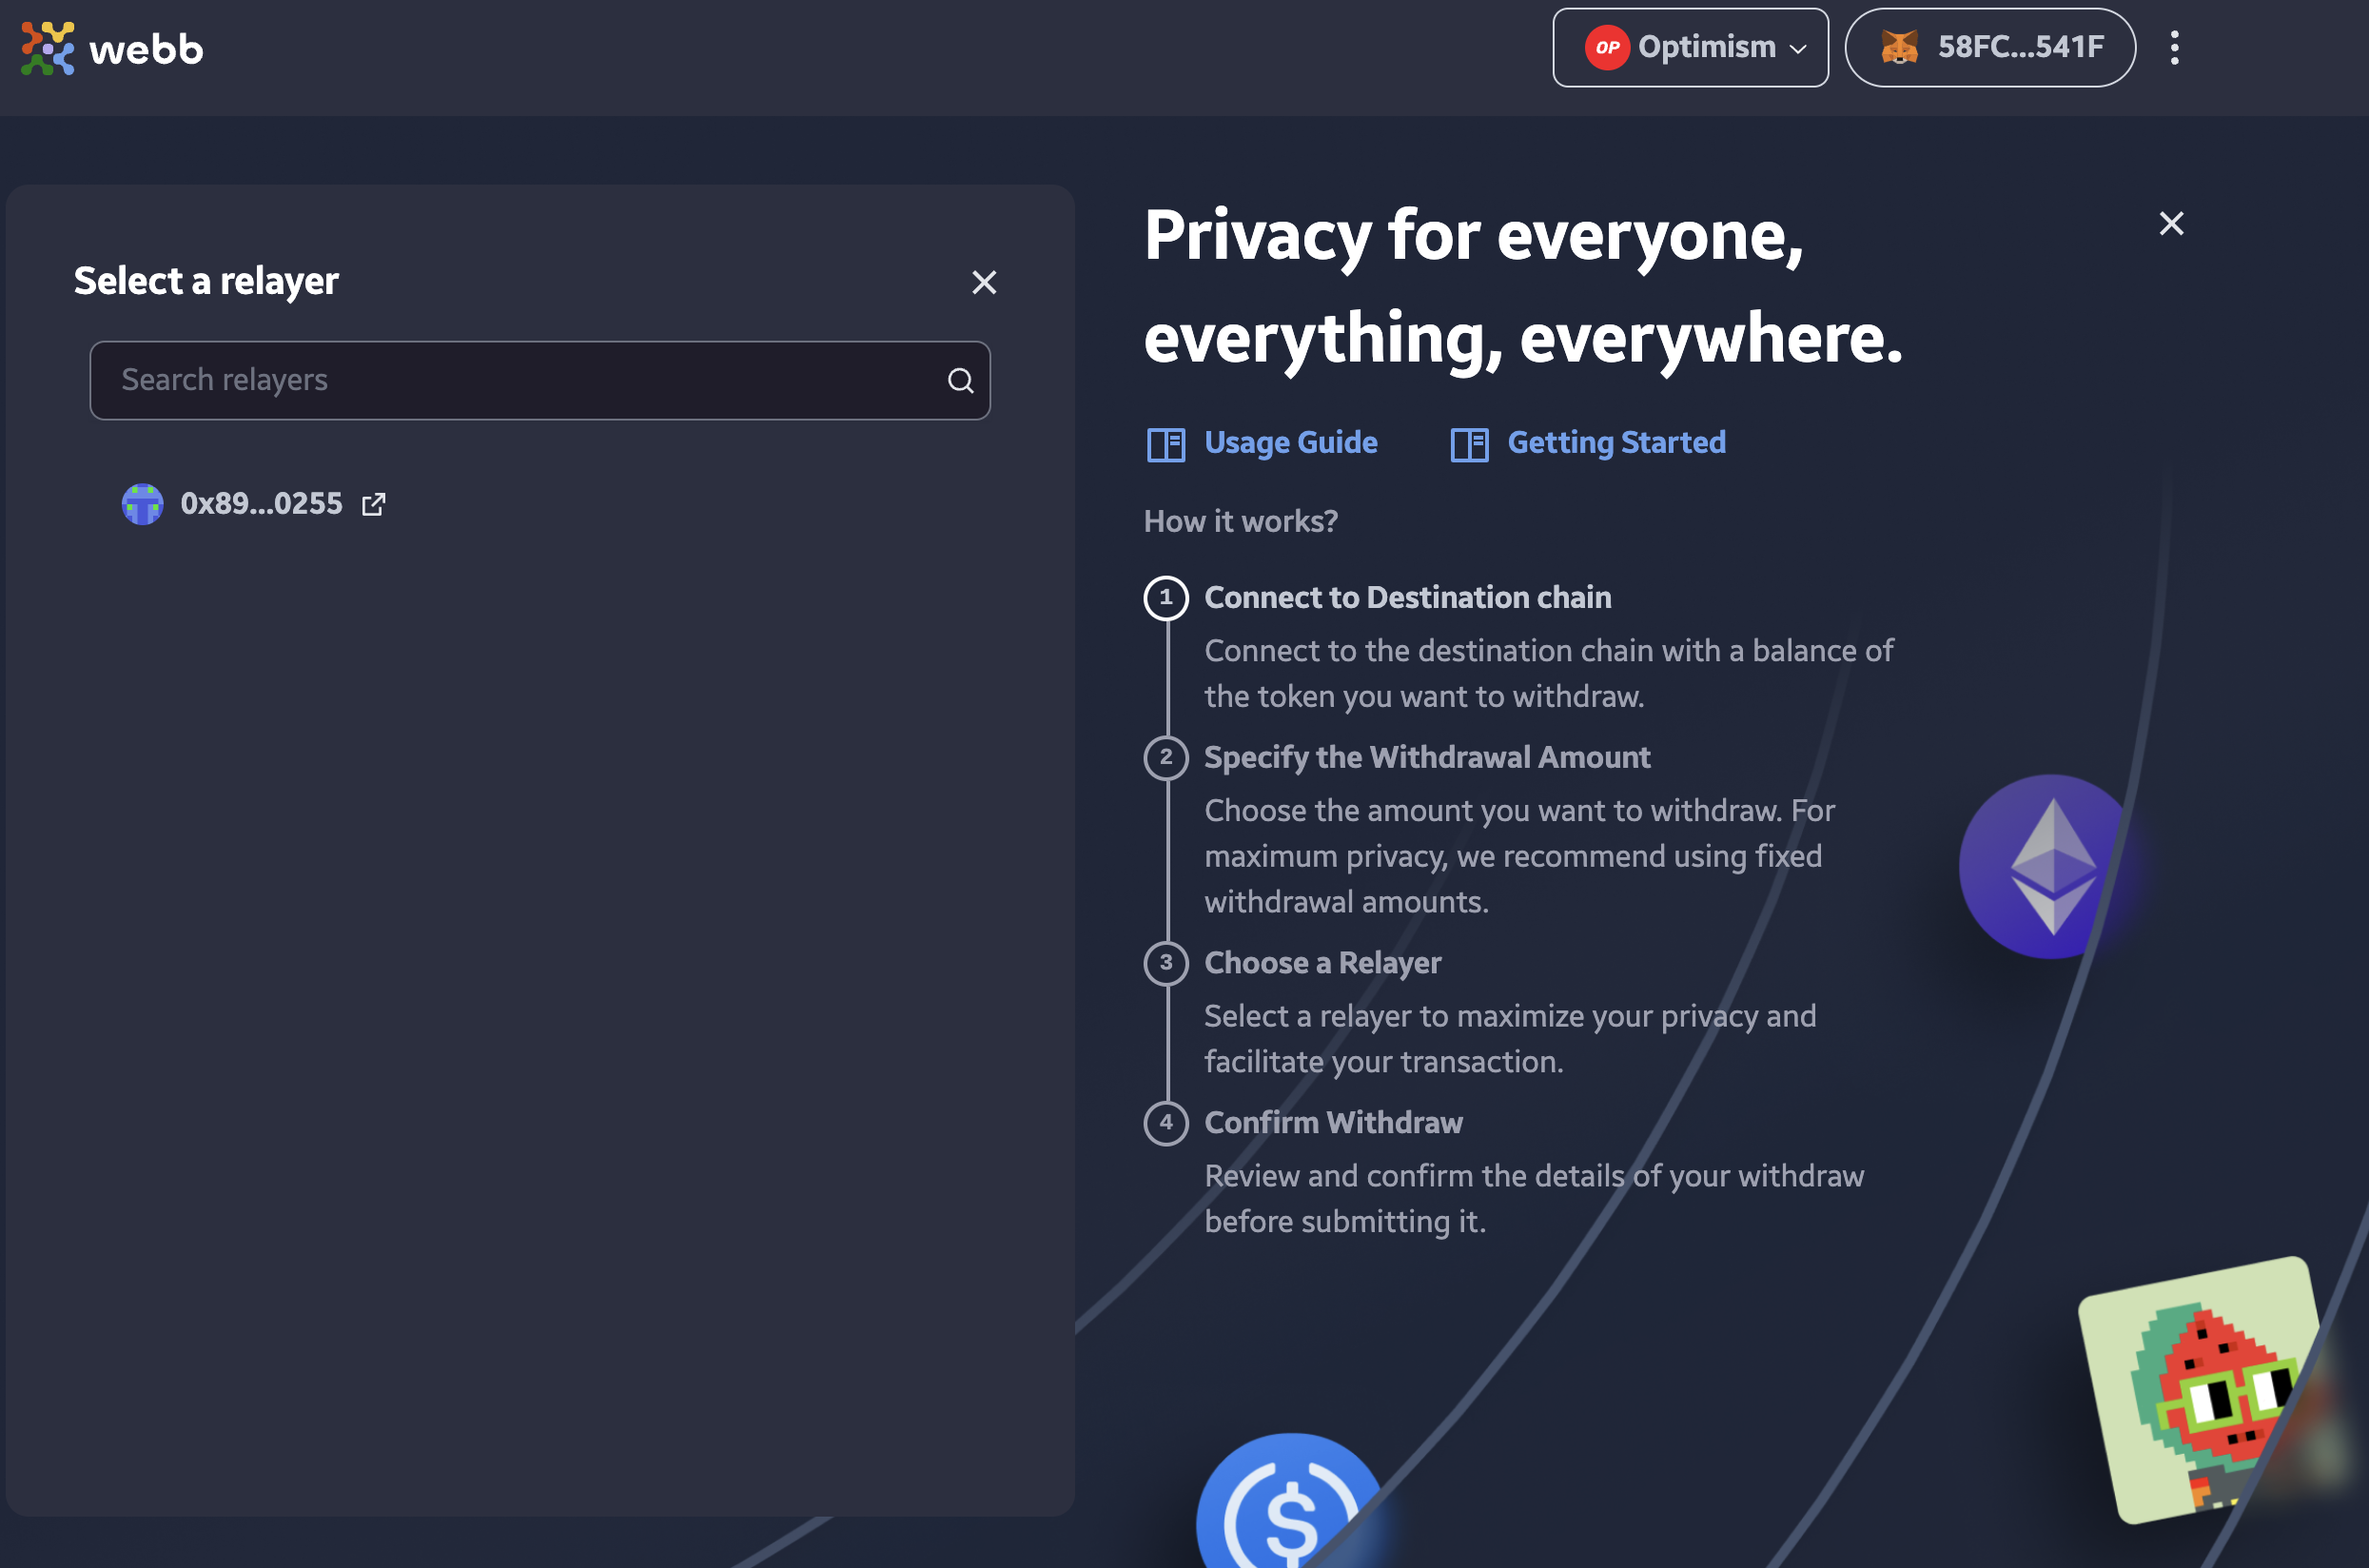 webb
OP Optimism
58FC...541F
Select a relayer
Search relayers
0x89...0255
Privacy for everyone,
everything, everywhere.
Usage Guide
Getting Started
How it works?
1 Connect to Destination chain
Connect to the destination chain with a balance of
the token you want to withdraw.
2 Specify the Withdrawal Amount
Choose the amount you want to withdraw. For
maximum privacy, we recommend using fixed
withdrawal amounts.
3 Choose a Relayer
Select a relayer to maximize your privacy and
facilitate your transaction.
4 Confirm Withdraw
Review and confirm the details of your withdraw
before submitting it.
$